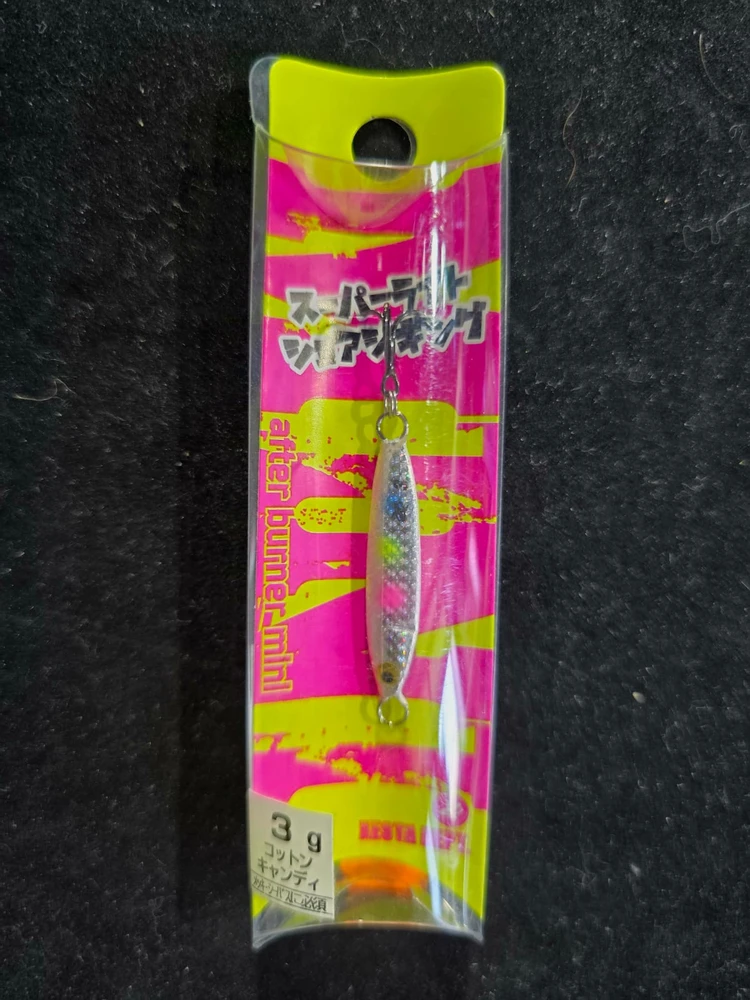 スーパーライト
ショアジギング
after burner mini
3 g
コットン
キャンディ